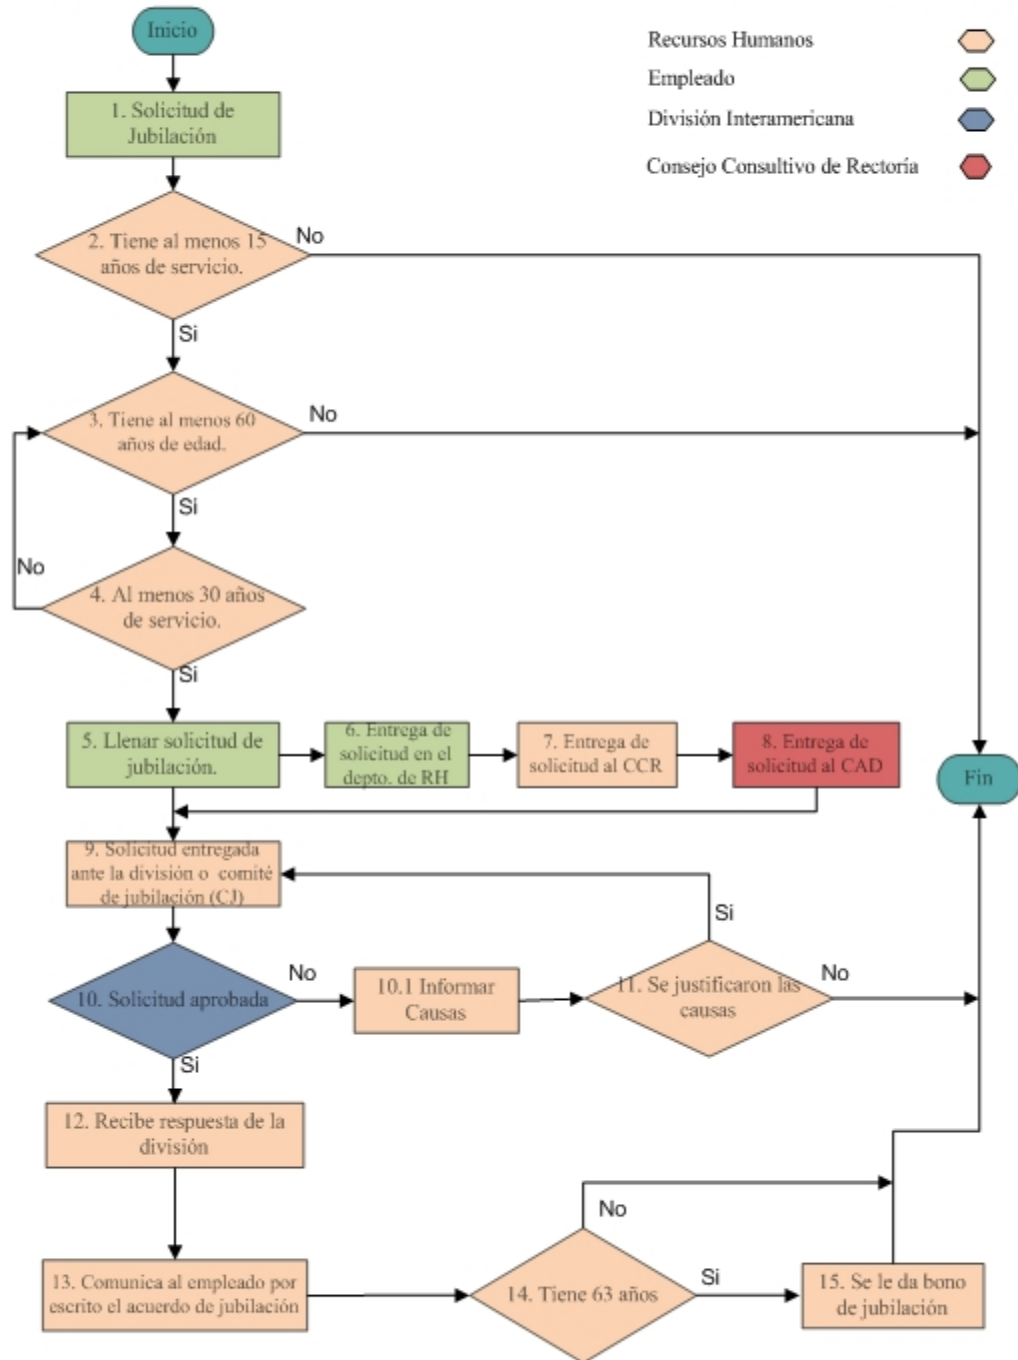 Inicio
Recursos Humanos
Empleado
División Interamericana
Consejo Consultivo de Rectoría
1. Solicitud de
Jubilación
2. Tiene al menos 15
años de servicio.
No
Si
3. Tiene al menos 60
años de edad.
No
Si
No
4. Al menos 30 años
de servicio.
Si
5. Llenar solicitud de
jubilación.
6. Entrega de
solicitud en el
depto. de RH
7. Entrega de
solicitud al CCR
8. Entrega de
solicitud al CAD
Fin
9. Solicitud entregada
ante la división o comité
de jubilación (CJ)
Si
10. Solicitud aprobada
No
10.1 Informar
Causas
11. Se justificaron las
causas
No
Si
12. Recibe respuesta de la
división
No
13. Comunica al empleado por
escrito el acuerdo de jubilación
14. Tiene 63 años
Si
15. Se le da bono
de jubilación